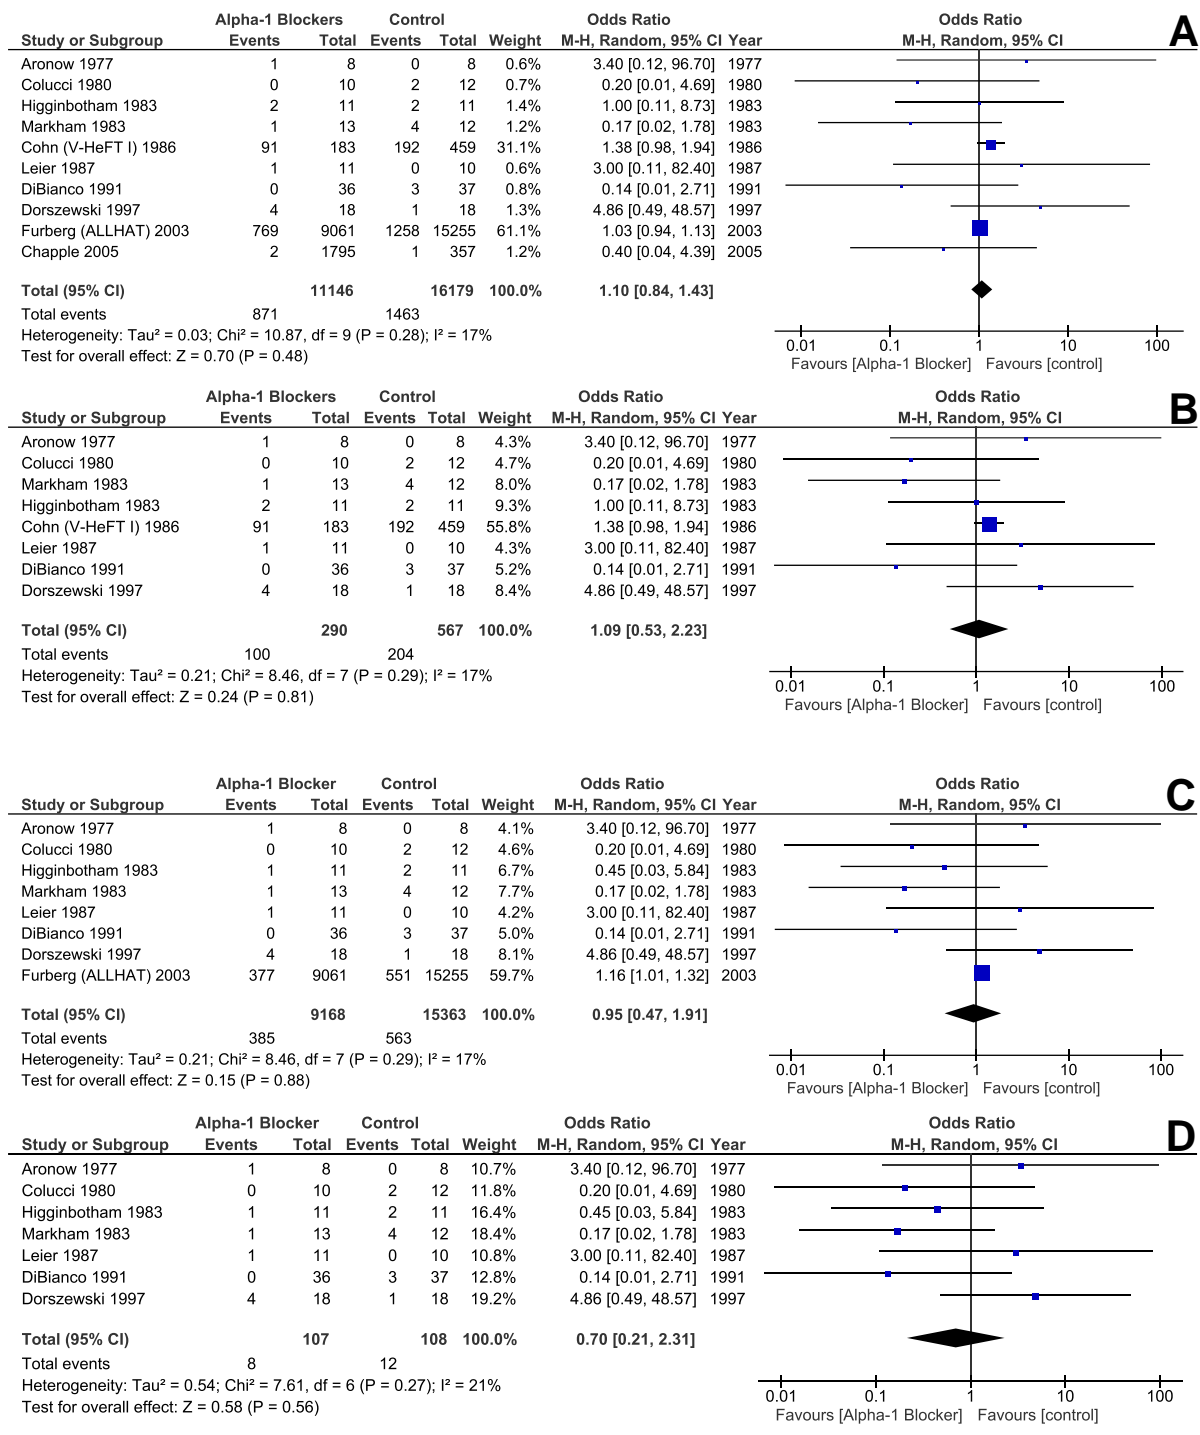 Alpha-1 Blockers Control Odds Ratio Odds Ratio A
Study or Subgroup Events Total Events Total Weight M-H, Random, 95% CI Year M-H, Random, 95% CI
Aronow 1977 1 8 0 8 0.6% 3.40 [0.12, 96.70] 1977
Colucci 1980 0 10 2 12 0.7% 0.20 [0.01, 4.69] 1980
Higginbotham 1983 2 11 2 11 1.4% 1.00 [0.11, 8.73] 1983
Markham 1983 1 13 4 12 1.2% 0.17 [0.02, 1.78] 1983
Cohn (V-HeFT I) 1986 91 183 192 459 31.1% 1.38 [0.98, 1.94] 1986
Leier 1987 1 11 0 10 0.6% 3.00 [0.11, 82.40] 1987
DiBianco 1991 0 36 3 37 0.8% 0.14 [0.01, 2.71] 1991
Dorszewski 1997 4 18 1 18 1.3% 4.86 [0.49, 48.57] 1997
Furberg (ALLHAT) 2003 769 9061 1258 15255 61.1% 1.03 [0.94, 1.13] 2003
Chapple 2005 2 1795 1 357 1.2% 0.40 [0.04, 4.39] 2005
Total (95% CI) 11146 16179 100.0% 1.10 [0.84, 1.43]
Total events 871 1463
Heterogeneity: Tau² = 0.03; Chi² = 10.87, df = 9 (P = 0.28); I² = 17%
Test for overall effect: Z = 0.70 (P = 0.48)
0.01 0.1 1 10 100
Favours [Alpha-1 Blocker] Favours [control]
Alpha-1 Blockers Control Odds Ratio Odds Ratio B
Study or Subgroup Events Total Events Total Weight M-H, Random, 95% CI Year M-H, Random, 95% CI
Aronow 1977 1 8 0 8 4.3% 3.40 [0.12, 96.70] 1977
Colucci 1980 0 10 2 12 4.7% 0.20 [0.01, 4.69] 1980
Markham 1983 1 13 4 12 8.0% 0.17 [0.02, 1.78] 1983
Higginbotham 1983 2 11 2 11 9.3% 1.00 [0.11, 8.73] 1983
Cohn (V-HeFT I) 1986 91 183 192 459 55.8% 1.38 [0.98, 1.94] 1986
Leier 1987 1 11 0 10 4.3% 3.00 [0.11, 82.40] 1987
DiBianco 1991 0 36 3 37 5.2% 0.14 [0.01, 2.71] 1991
Dorszewski 1997 4 18 1 18 8.4% 4.86 [0.49, 48.57] 1997
Total (95% CI) 290 567 100.0% 1.09 [0.53, 2.23]
Total events 100 204
Heterogeneity: Tau² = 0.21; Chi² = 8.46, df = 7 (P = 0.29); I² = 17%
Test for overall effect: Z = 0.24 (P = 0.81)
0.01 0.1 1 10 100
Favours [Alpha-1 Blocker] Favours [control]
Alpha-1 Blocker Control Odds Ratio Odds Ratio C
Study or Subgroup Events Total Events Total Weight M-H, Random, 95% CI Year M-H, Random, 95% CI
Aronow 1977 1 8 0 8 4.1% 3.40 [0.12, 96.70] 1977
Colucci 1980 0 10 2 12 4.6% 0.20 [0.01, 4.69] 1980
Higginbotham 1983 1 11 2 11 6.7% 0.45 [0.03, 5.84] 1983
Markham 1983 1 13 4 12 7.7% 0.17 [0.02, 1.78] 1983
Leier 1987 1 11 0 10 4.2% 3.00 [0.11, 82.40] 1987
DiBianco 1991 0 36 3 37 5.0% 0.14 [0.01, 2.71] 1991
Dorszewski 1997 4 18 1 18 8.1% 4.86 [0.49, 48.57] 1997
Furberg (ALLHAT) 2003 377 9061 551 15255 59.7% 1.16 [1.01, 1.32] 2003
Total (95% CI) 9168 15363 100.0% 0.95 [0.47, 1.91]
Total events 385 563
Heterogeneity: Tau² = 0.21; Chi² = 8.46, df = 7 (P = 0.29); I² = 17%
Test for overall effect: Z = 0.15 (P = 0.88)
0.01 0.1 1 10 100
Favours [Alpha-1 Blocker] Favours [control]
Alpha-1 Blocker Control Odds Ratio Odds Ratio D
Study or Subgroup Events Total Events Total Weight M-H, Random, 95% CI Year M-H, Random, 95% CI
Aronow 1977 1 8 0 8 10.7% 3.40 [0.12, 96.70] 1977
Colucci 1980 0 10 2 12 11.8% 0.20 [0.01, 4.69] 1980
Higginbotham 1983 1 11 2 11 16.4% 0.45 [0.03, 5.84] 1983
Markham 1983 1 13 4 12 18.4% 0.17 [0.02, 1.78] 1983
Leier 1987 1 11 0 10 10.8% 3.00 [0.11, 82.40] 1987
DiBianco 1991 0 36 3 37 12.8% 0.14 [0.01, 2.71] 1991
Dorszewski 1997 4 18 1 18 19.2% 4.86 [0.49, 48.57] 1997
Total (95% CI) 107 108 100.0% 0.70 [0.21, 2.31]
Total events 8 12
Heterogeneity: Tau² = 0.54; Chi² = 7.61, df = 6 (P = 0.27); I² = 21%
Test for overall effect: Z = 0.58 (P = 0.56)
0.01 0.1 1 10 100
Favours [Alpha-1 Blocker] Favours [control]